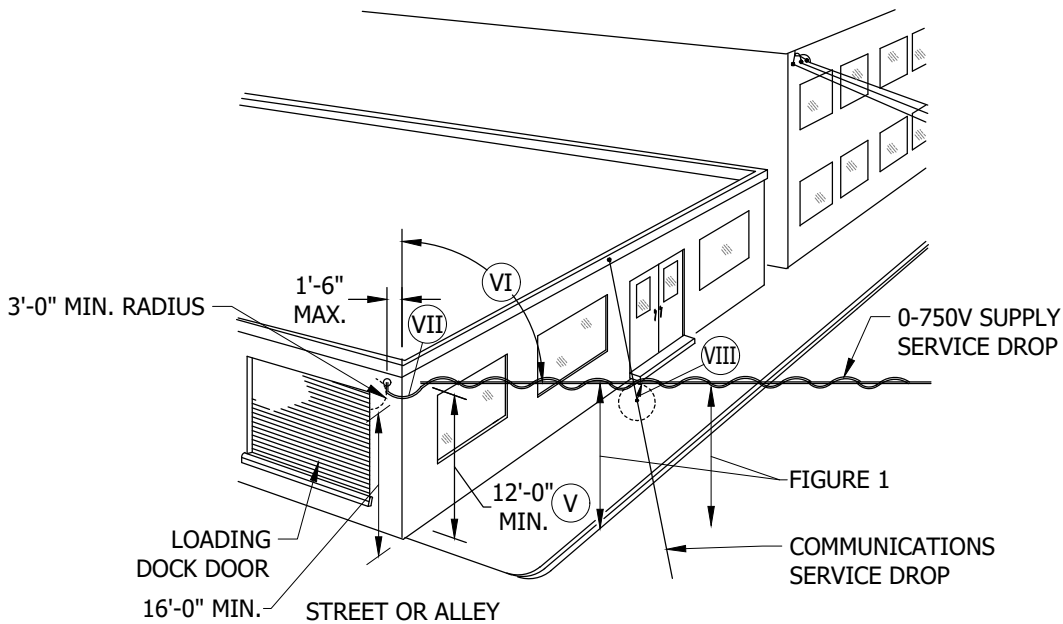 VI
1'-6"
MAX.
3'-0" MIN. RADIUS
VII
0-750V SUPPLY
SERVICE DROP
VIII
FIGURE 1
12'-0"
MIN.
V
LOADING
DOCK DOOR
COMMUNICATIONS
SERVICE DROP
16'-0" MIN.
STREET OR ALLEY